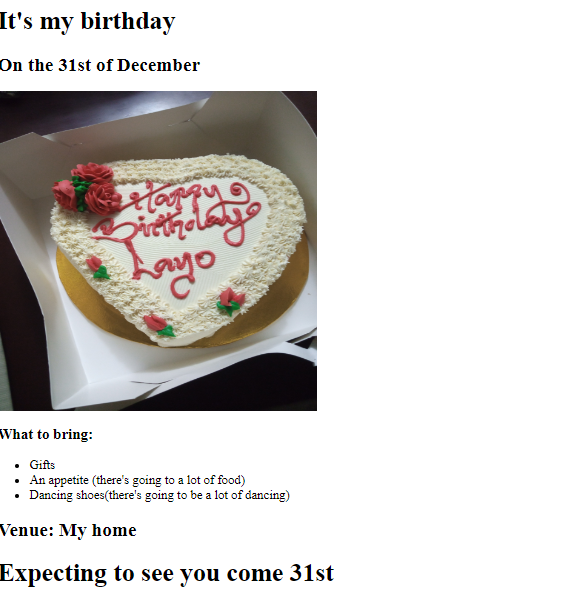 It's my birthday
On the 31st of December
Happy
Birthday
Layo
What to bring:
Gifts
An appetite (there's going to a lot of food)
Dancing shoes(there's going to be a lot of dancing)
Venue: My home
Expecting to see you come 31st